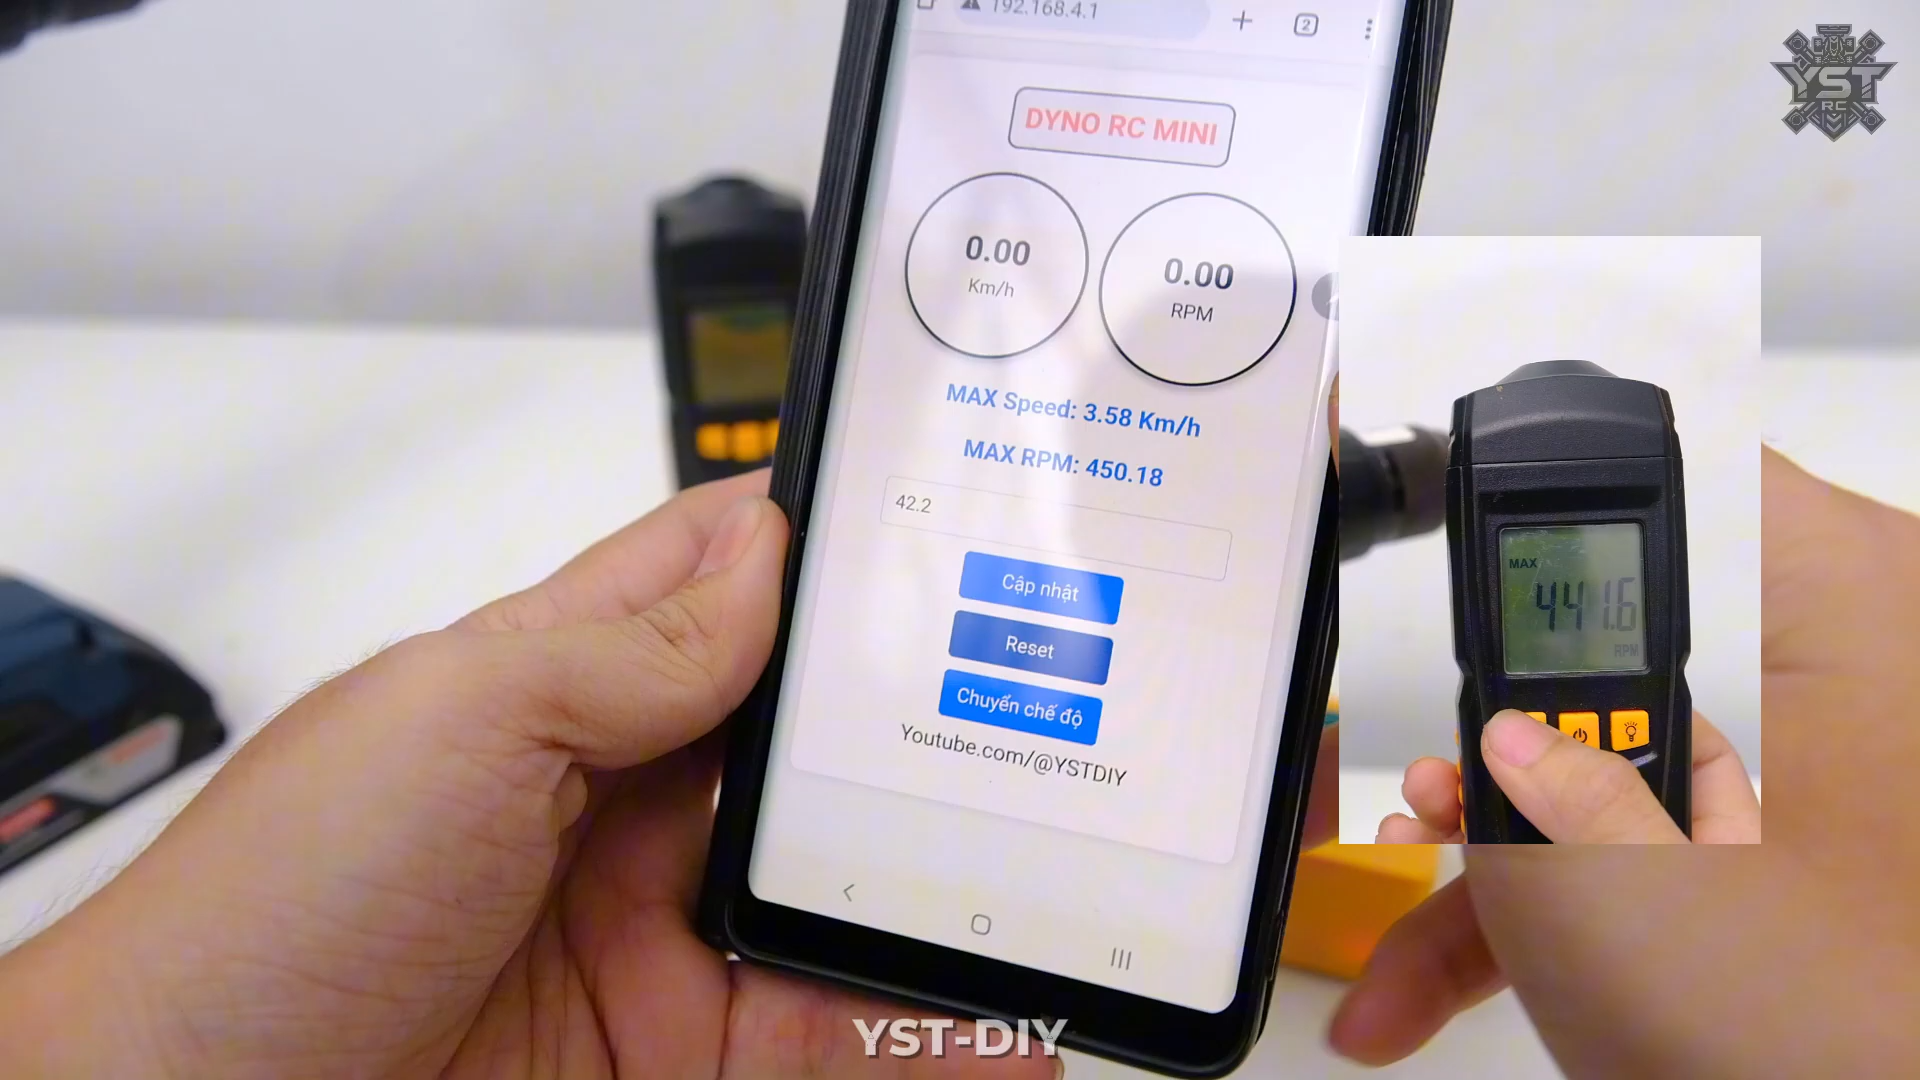 192.168.4.1
2
DYNO RC MINI
0.00
Km/h
0.00
RPM
MAX Speed: 3.58 Km/h
MAX RPM: 450.18
42.2
Cập nhật
Reset
Chuyển chế độ
Youtube.com/@YSTDIY
MAX
441.6
RPM
YST
RC
YST-DIY